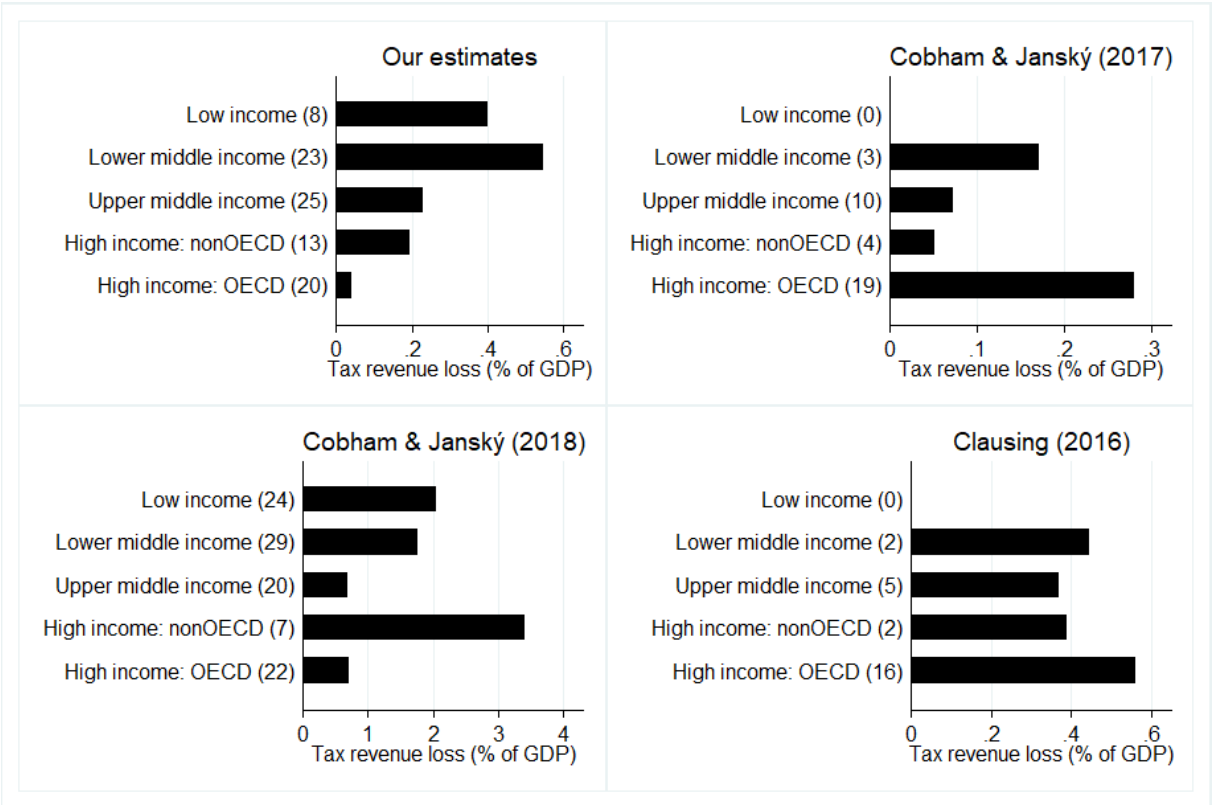 Our estimates
Low income (8)
Lower middle income (23)
Upper middle income (25)
High income: nonOECD (13)
High income: OECD (20)
0 .2 .4 .6
Tax revenue loss (% of GDP)
Cobham & Janský (2017)
Low income (0)
Lower middle income (3)
Upper middle income (10)
High income: nonOECD (4)
High income: OECD (19)
0 .1 .2 .3
Tax revenue loss (% of GDP)
Cobham & Janský (2018)
Low income (24)
Lower middle income (29)
Upper middle income (20)
High income: nonOECD (7)
High income: OECD (22)
0 1 2 3 4
Tax revenue loss (% of GDP)
Clausing (2016)
Low income (0)
Lower middle income (2)
Upper middle income (5)
High income: nonOECD (2)
High income: OECD (16)
0 .2 .4 .6
Tax revenue loss (% of GDP)